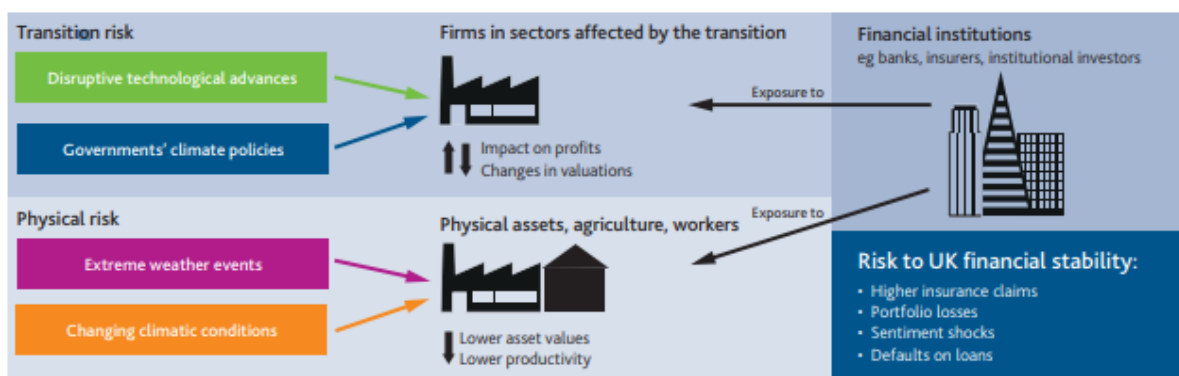 Transition risk
Disruptive technological advances
Governments' climate policies
Firms in sectors affected by the transition
Impact on profits
Changes in valuations
Exposure to
Financial institutions
eg banks, insurers, institutional investors
Physical risk
Extreme weather events
Changing climatic conditions
Physical assets, agriculture, workers
Lower asset values
Lower productivity
Exposure to
Risk to UK financial stability:
• Higher insurance claims
• Portfolio losses
• Sentiment shocks
• Defaults on loans